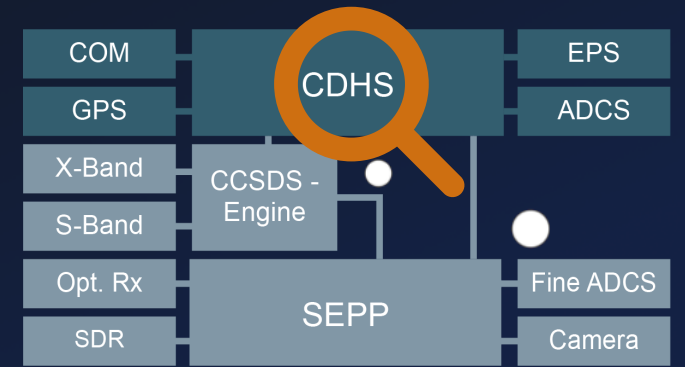 COM
CDHS
EPS
GPS
ADCS
X-Band
CCSDS -
Engine
S-Band
Opt. Rx
SEPP
Fine ADCS
SDR
Camera